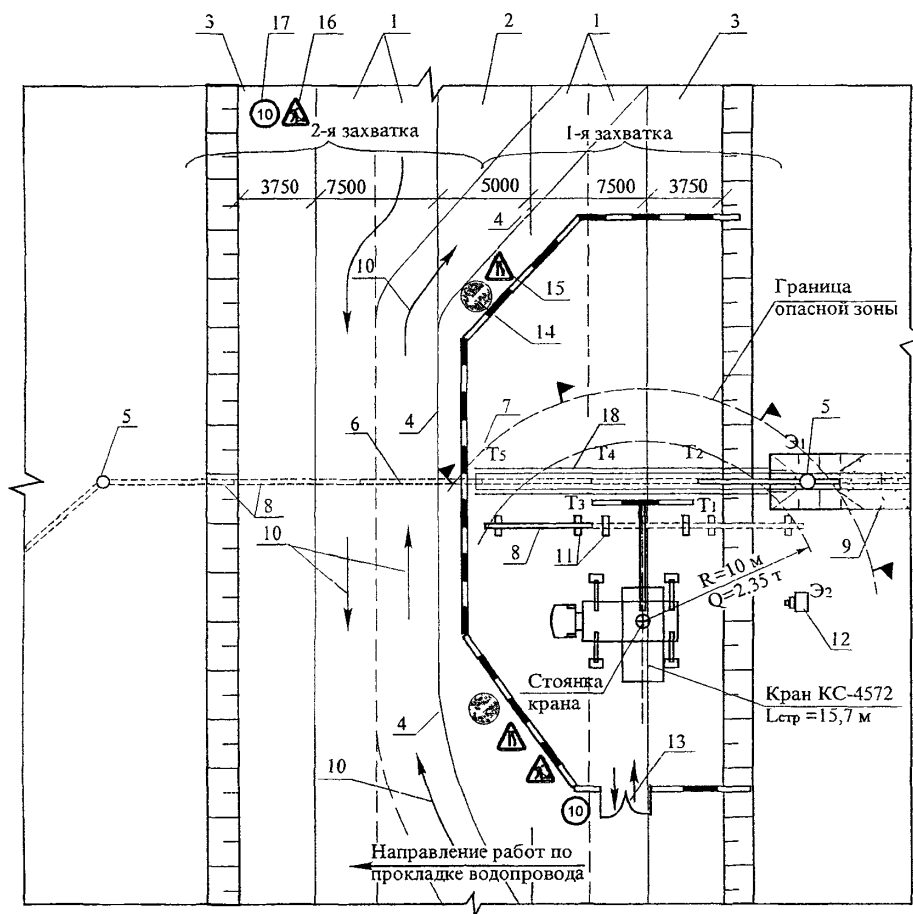 3 17 16 1 2 1 3
10
2-я захватка 1-я захватка
3750 7500 5000 7500 3750
4
10 15
14
Граница
опасной зоны
5 6 4 7 18 Э1 5
T5 T4 T2
T3 T1
8 8 11 9
10
R=10 м
Q=2.35 т
Э2
12
Стоянка
крана
Кран КС-4572
Lстр =15,7 м
4
13
10
10
Направление работ по
прокладке водопровода